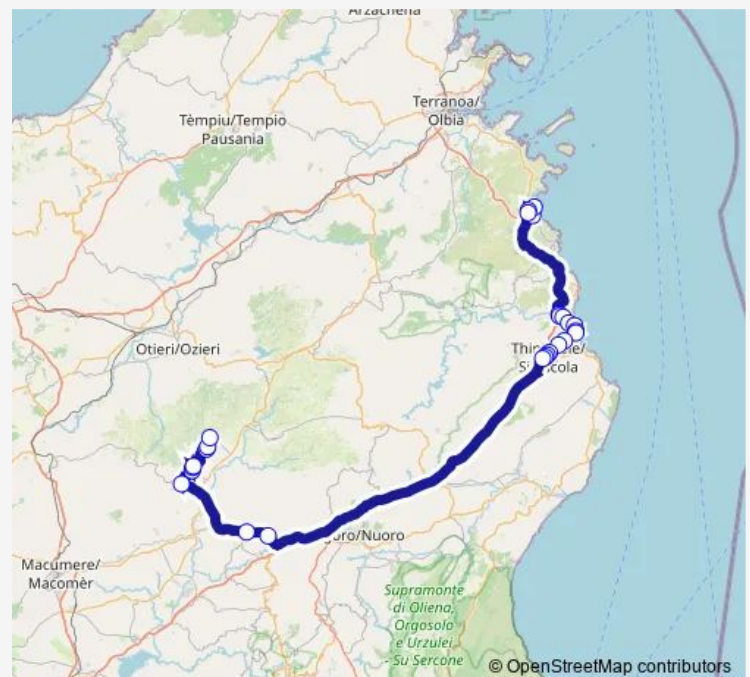 Arzachena
Terranoa/
Olbia
Tèmpiu/Tempio
Pausania
Otieri/Ozieri
Macumere/
Macomèr
Supramonte
di Oliena,
Orgosolo
e Urzulei
- Su Sercone
© OpenStreetMap contributors